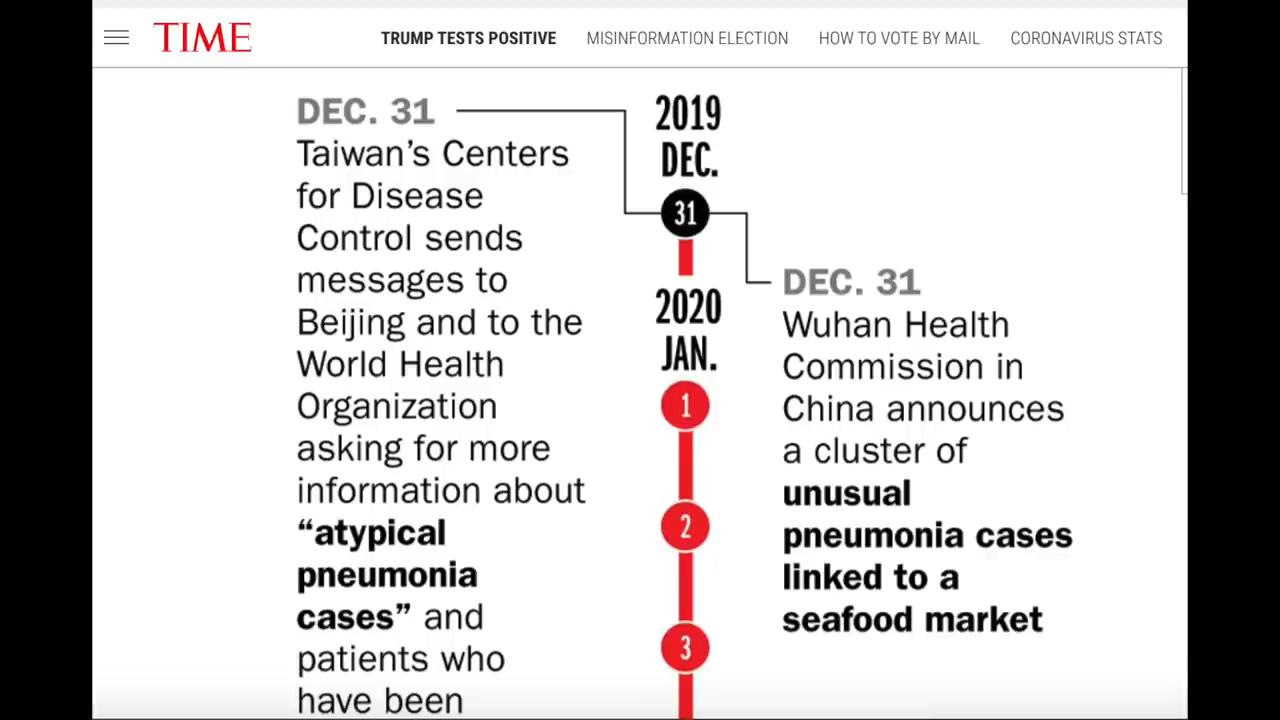 TIME
TRUMP TESTS POSITIVE
MISINFORMATION ELECTION
HOW TO VOTE BY MAIL
CORONAVIRUS STATS
DEC. 31
Taiwan’s Centers
for Disease
Control sends
messages to
Beijing and to the
World Health
Organization
asking for more
information about
“atypical
pneumonia
cases” and
patients who
have been
2019
DEC.
31
2020
JAN.
1
2
3
DEC. 31
Wuhan Health
Commission in
China announces
a cluster of
unusual
pneumonia cases
linked to a
seafood market